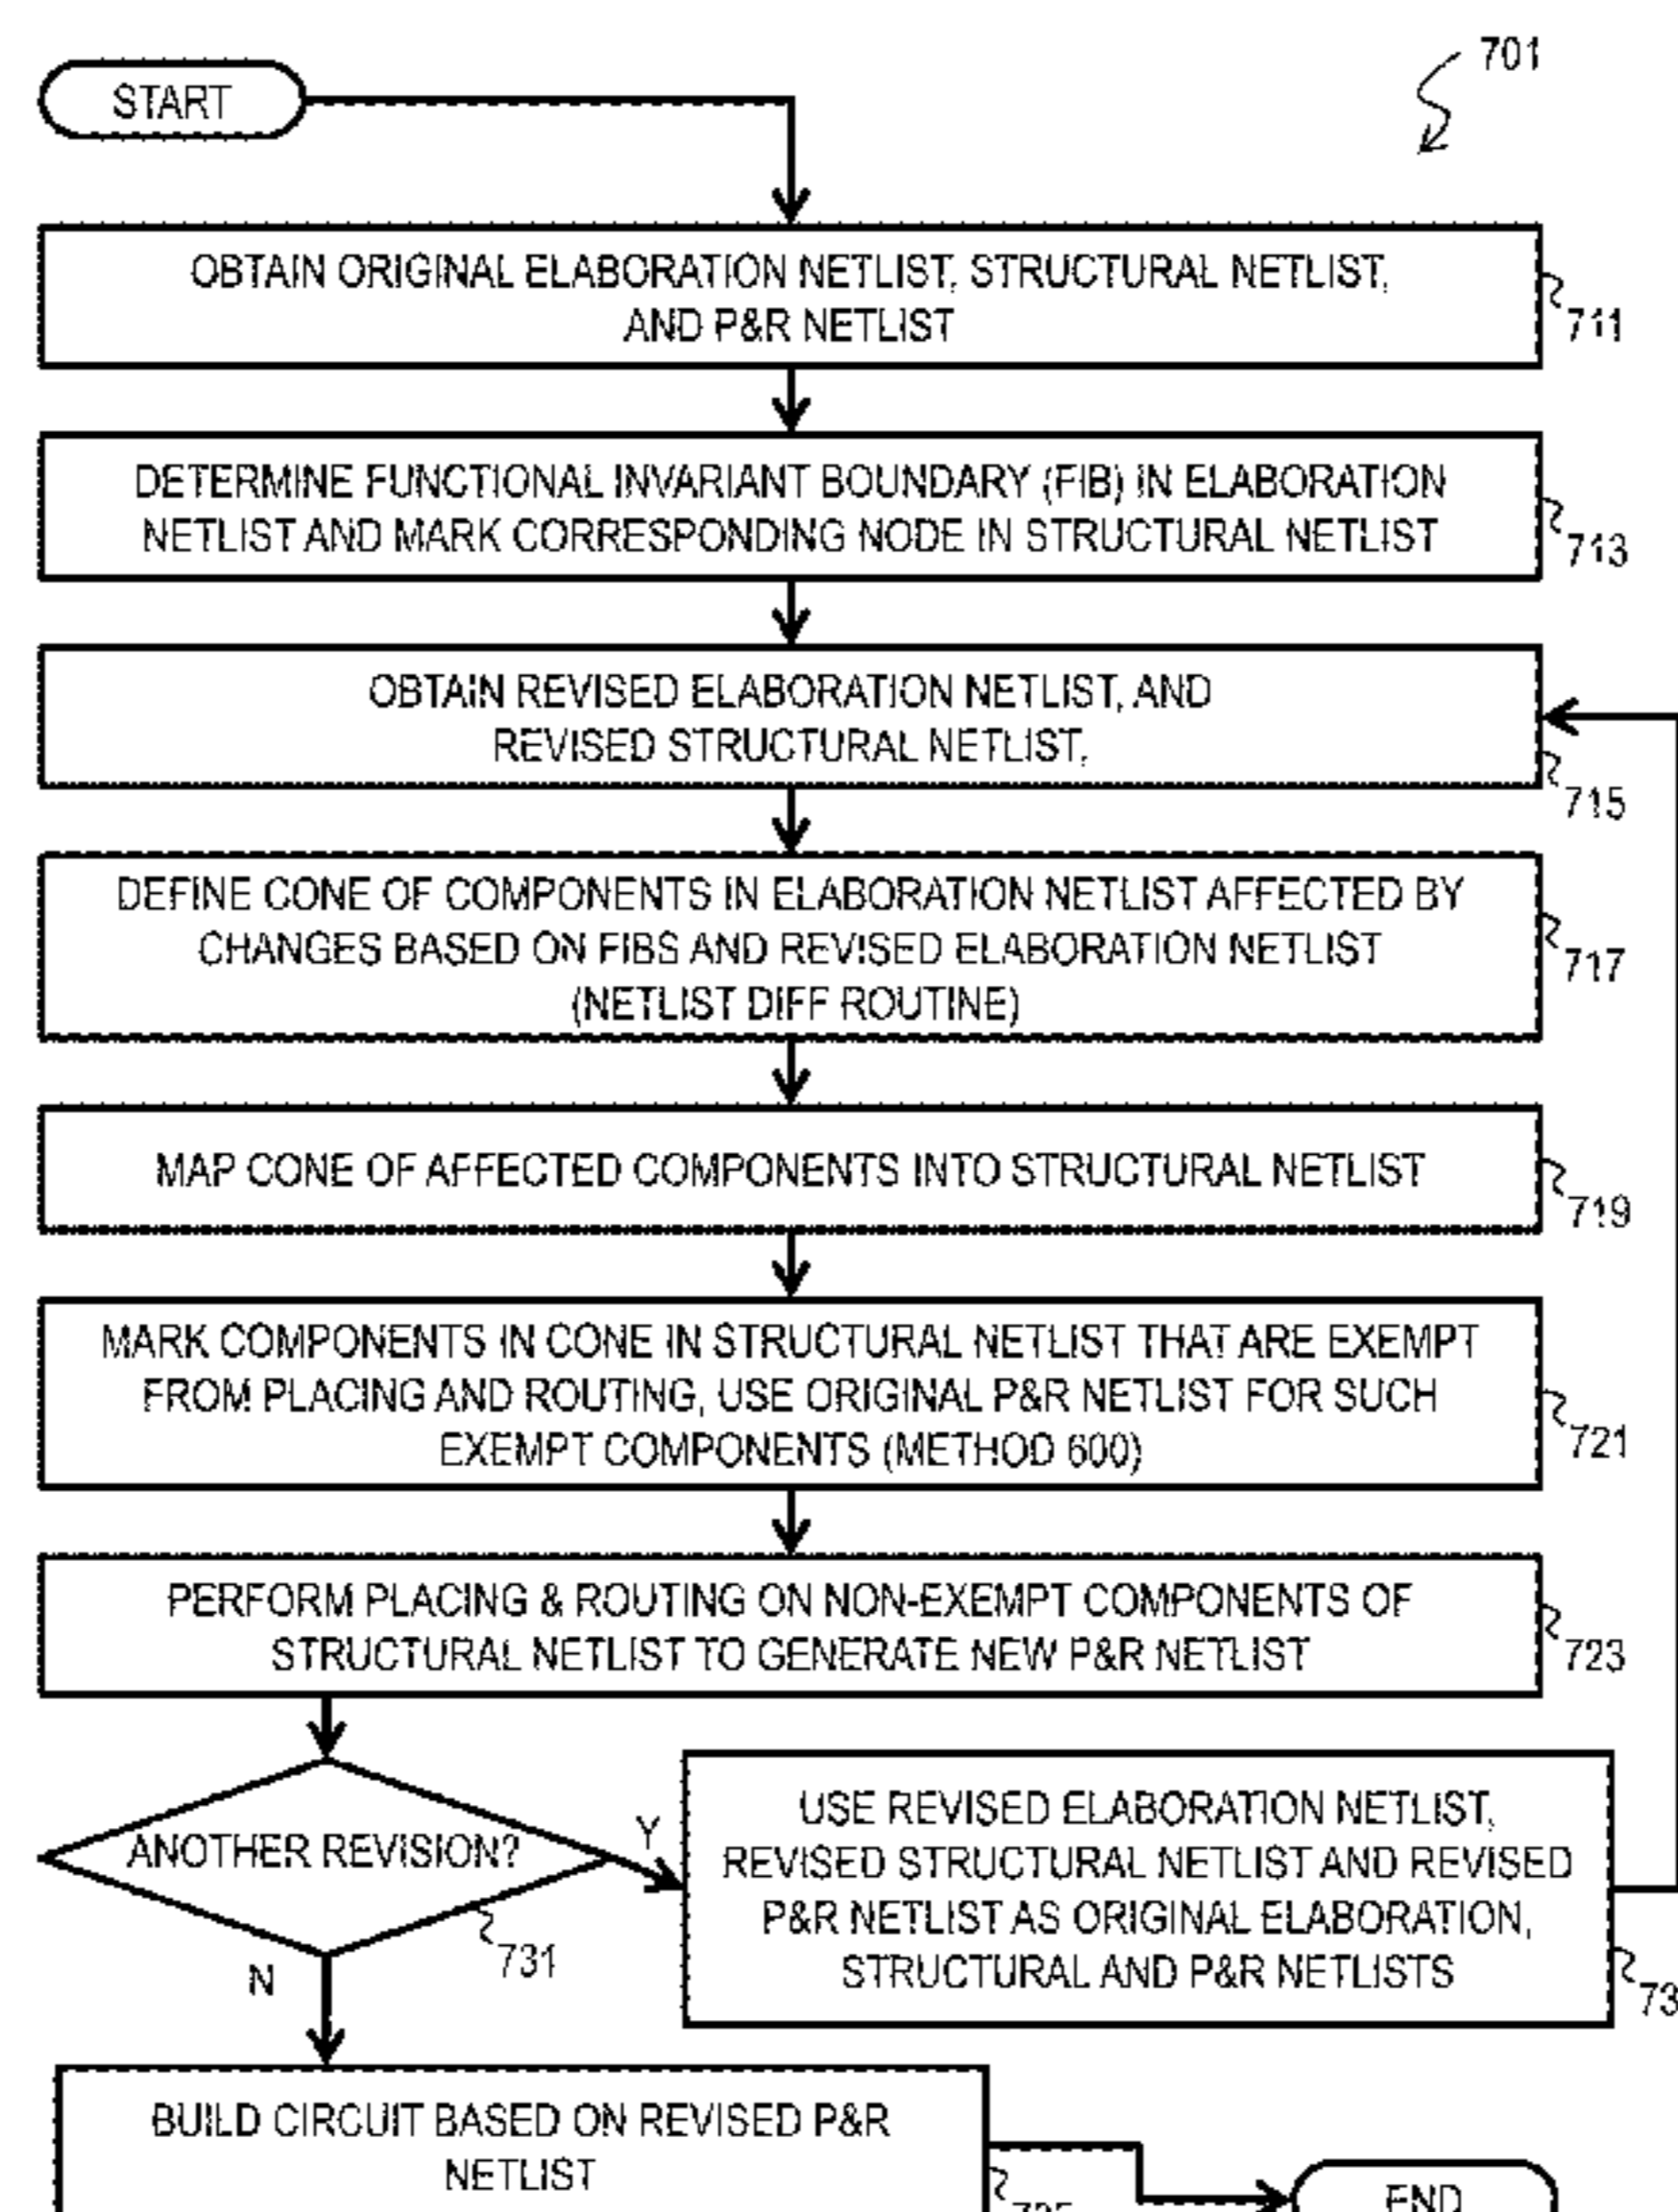 701
START
OBTAIN ORIGINAL ELABORATION NETLIST, STRUCTURAL NETLIST,
AND P&R NETLIST
711
DETERMINE FUNCTIONAL INVARIANT BOUNDARY (FIB) IN ELABORATION
NETLIST AND MARK CORRESPONDING NODE IN STRUCTURAL NETLIST
713
OBTAIN REVISED ELABORATION NETLIST, AND
REVISED STRUCTURAL NETLIST,
715
DEFINE CONE OF COMPONENTS IN ELABORATION NETLIST AFFECTED BY
CHANGES BASED ON FIBS AND REVISED ELABORATION NETLIST
(NETLIST DIFF ROUTINE)
717
MAP CONE OF AFFECTED COMPONENTS INTO STRUCTURAL NETLIST
719
MARK COMPONENTS IN CONE IN STRUCTURAL NETLIST THAT ARE EXEMPT
FROM PLACING AND ROUTING, USE ORIGINAL P&R NETLIST FOR SUCH
EXEMPT COMPONENTS (METHOD 600)
721
PERFORM PLACING & ROUTING ON NON-EXEMPT COMPONENTS OF
STRUCTURAL NETLIST TO GENERATE NEW P&R NETLIST
723
ANOTHER REVISION?
731
Y
N
USE REVISED ELABORATION NETLIST,
REVISED STRUCTURAL NETLIST AND REVISED
P&R NETLIST AS ORIGINAL ELABORATION,
STRUCTURAL AND P&R NETLISTS
73
BUILD CIRCUIT BASED ON REVISED P&R
NETLIST
END